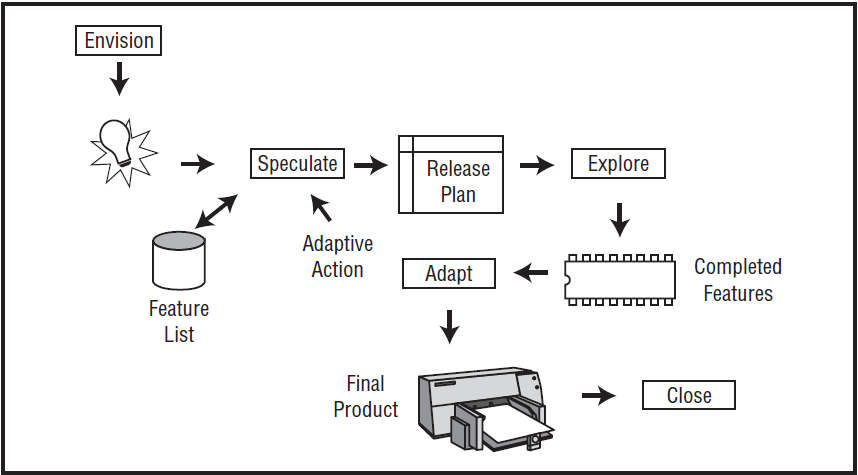 Envision
Speculate
Release
Plan
Explore
Adaptive
Action
Feature
List
Adapt
Completed
Features
Final
Product
Close